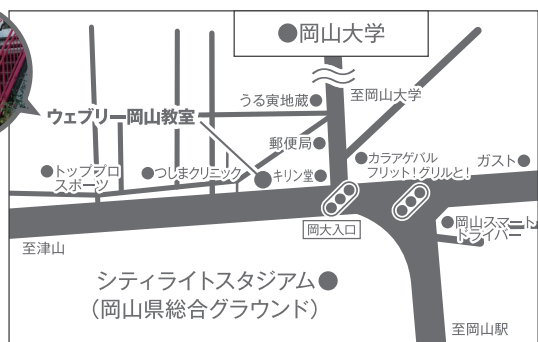 ●岡山大学
うる寅地蔵●
至岡山大学
ウェブリー岡山教室
郵便局●
●カラアゲバル
フリット!グリルと!
ガスト●
●トッププロ
スポーツ
●つしまクリニック
キリン堂●
岡大入口
●岡山スマート
ドライバー
至津山
シティライトスタジアム●
(岡山県総合グラウンド)
至岡山駅